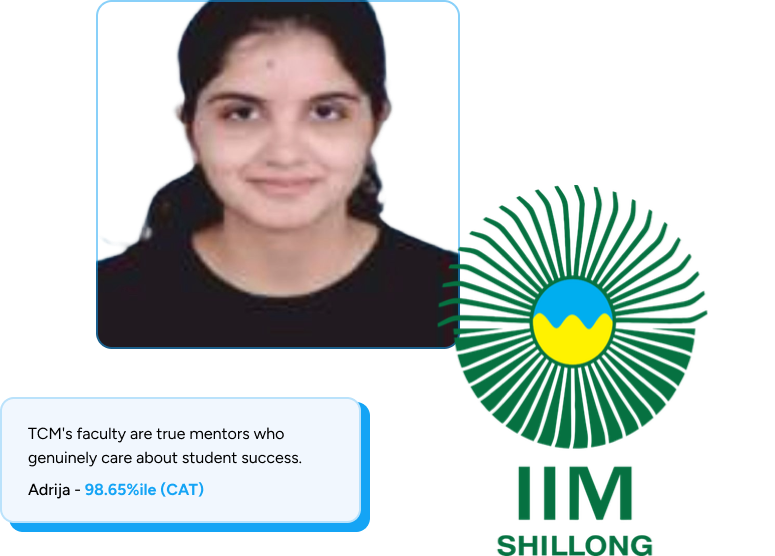 TCM's faculty are true mentors who
genuinely care about student success.
Adrija - 98.65%ile (CAT)
IIM
SHILLONG